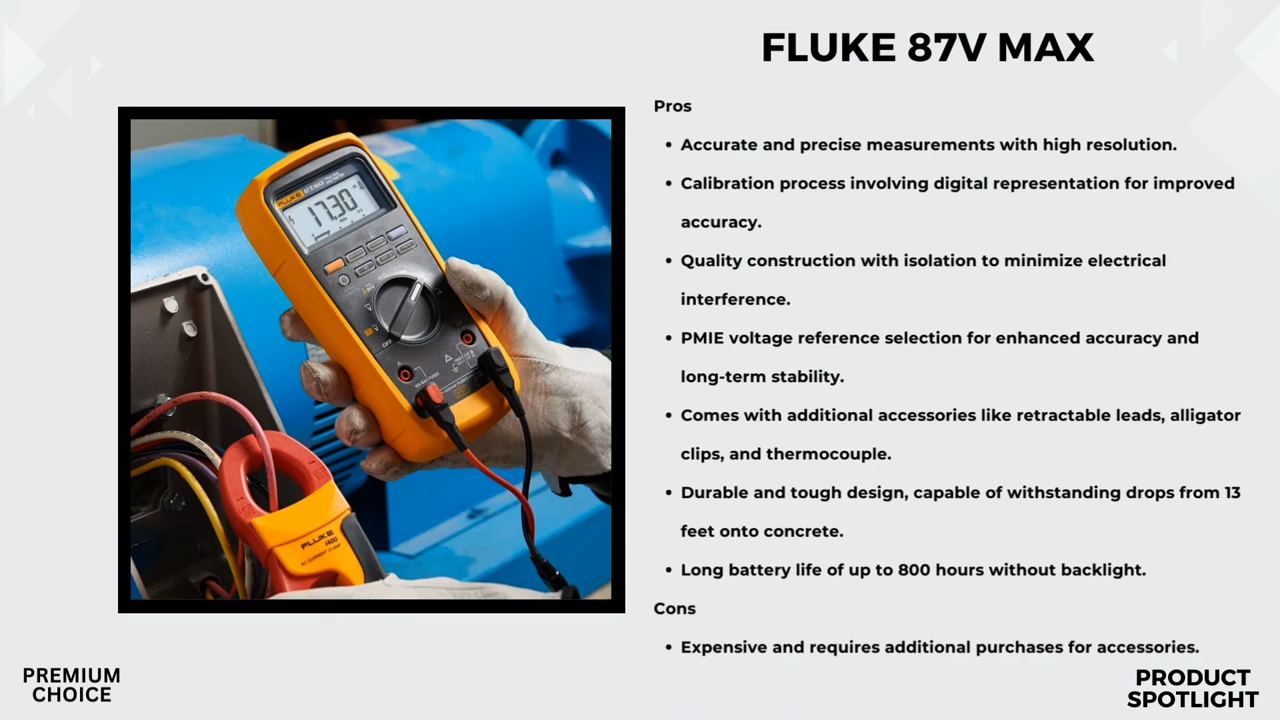 FLUKE 87V MAX
Pros
• Accurate and precise measurements with high resolution.
• Calibration process involving digital representation for improved
accuracy.
• Quality construction with isolation to minimize electrical
interference.
• PMIE voltage reference selection for enhanced accuracy and
long-term stability.
• Comes with additional accessories like retractable leads, alligator
clips, and thermocouple.
• Durable and tough design, capable of withstanding drops from 13
feet onto concrete.
• Long battery life of up to 800 hours without backlight.
Cons
• Expensive and requires additional purchases for accessories.
FLUKE
17.30
OFF
FLUKE
i400
AC CURRENT CLAMP
PREMIUM
CHOICE
PRODUCT
SPOTLIGHT